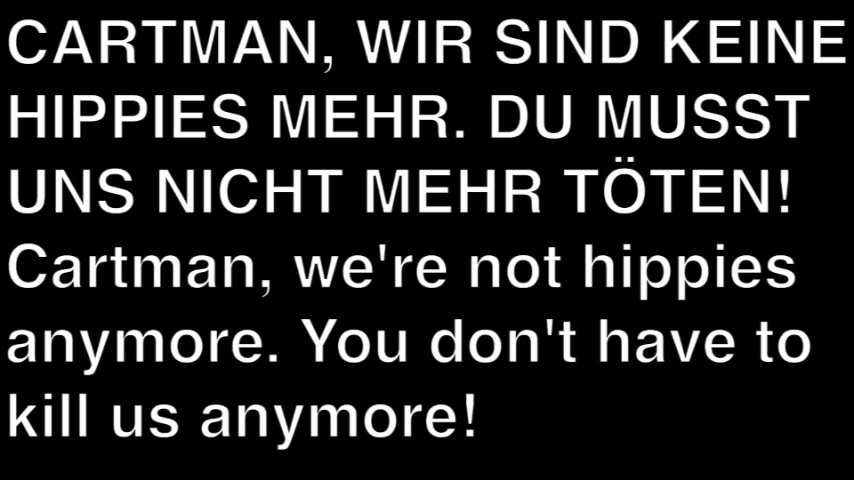 CARTMAN, WIR SIND KEINE
HIPPIES MEHR. DU MUSST
UNS NICHT MEHR TÖTEN!
Cartman, we're not hippies
anymore. You don't have to
kill us anymore!